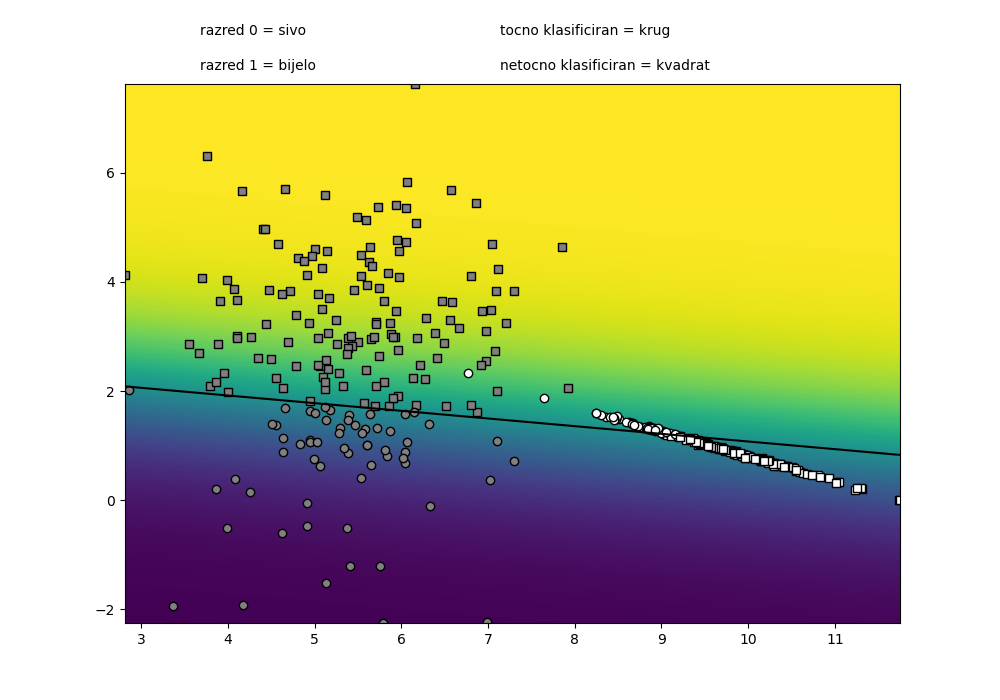 razred 0 = sivo
tocno klasificiran = krug
razred 1 = bijelo
netocno klasificiran = kvadrat
6
4
2
0
−2
3 4 5 6 7 8 9 10 11